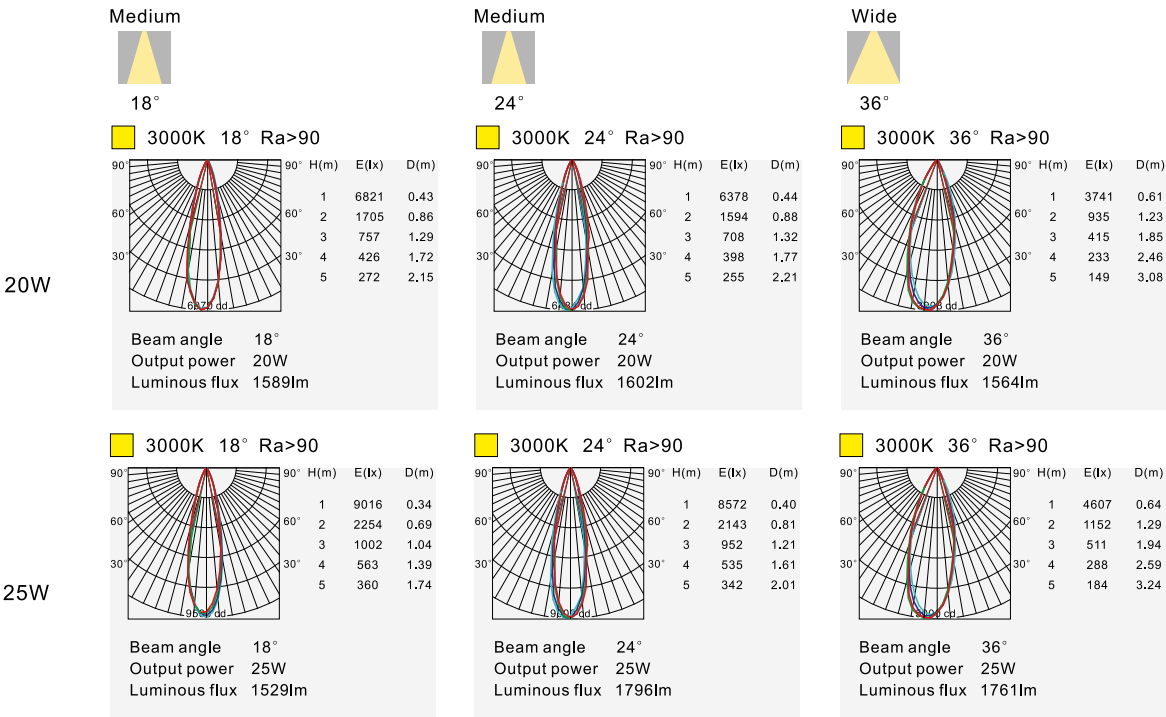 Medium
18°
Medium
24°
Wide
36°
20W
3000K 18° Ra>90
90° 90° H(m) E(lx) D(m)
1 6821 0.43
60° 60° 2 1705 0.86
3 757 1.29
30° 4 426 1.72
5 272 2.15
cd
Beam angle 18°
Output power 20W
Luminous flux 1589lm
3000K 24° Ra>90
90° 90° H(m) E(lx) D(m)
1 6378 0.44
60° 60° 2 1594 0.88
3 708 1.32
30° 30° 4 398 1.77
5 255 2.21
cd
Beam angle 24°
Output power 20W
Luminous flux 1602lm
3000K 36° Ra>90
90° 90° H(m) E(lx) D(m)
1 3741 0.61
60° 60° 2 935 1.23
3 415 1.85
30° 30° 4 233 2.46
5 149 3.08
cd
Beam angle 36°
Output power 20W
Luminous flux 1564lm
25W
3000K 18° Ra>90
90° 90° H(m) E(lx) D(m)
1 9016 0.34
60° 60° 2 2254 0.69
3 1002 1.04
30° 30° 4 563 1.39
5 360 1.74
cd
Beam angle 18°
Output power 25W
Luminous flux 1529lm
3000K 24° Ra>90
90° 90° H(m) E(lx) D(m)
1 8572 0.40
60° 60° 2 2143 0.81
3 952 1.21
30° 30° 4 535 1.61
5 342 2.01
cd
Beam angle 24°
Output power 25W
Luminous flux 1796lm
3000K 36° Ra>90
90° 90° H(m) E(lx) D(m)
1 4607 0.64
60° 60° 2 1152 1.29
3 511 1.94
30° 30° 4 288 2.59
5 184 3.24
cd
Beam angle 36°
Output power 25W
Luminous flux 1761lm